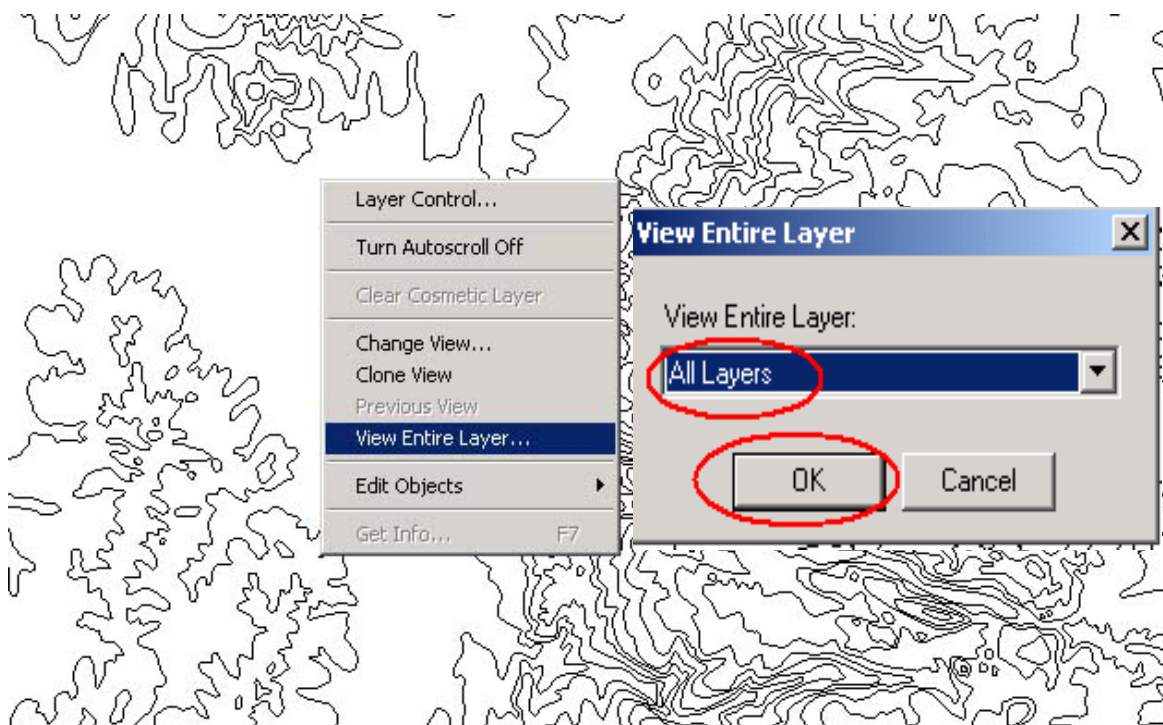 Layer Control...
Turn Autoscroll Off
Clear Cosmetic Layer
Change View...
Clone View
Previous View
View Entire Layer...
Edit Objects
Get Info... F7
View Entire Layer
View Entire Layer:
All Layers
OK Cancel